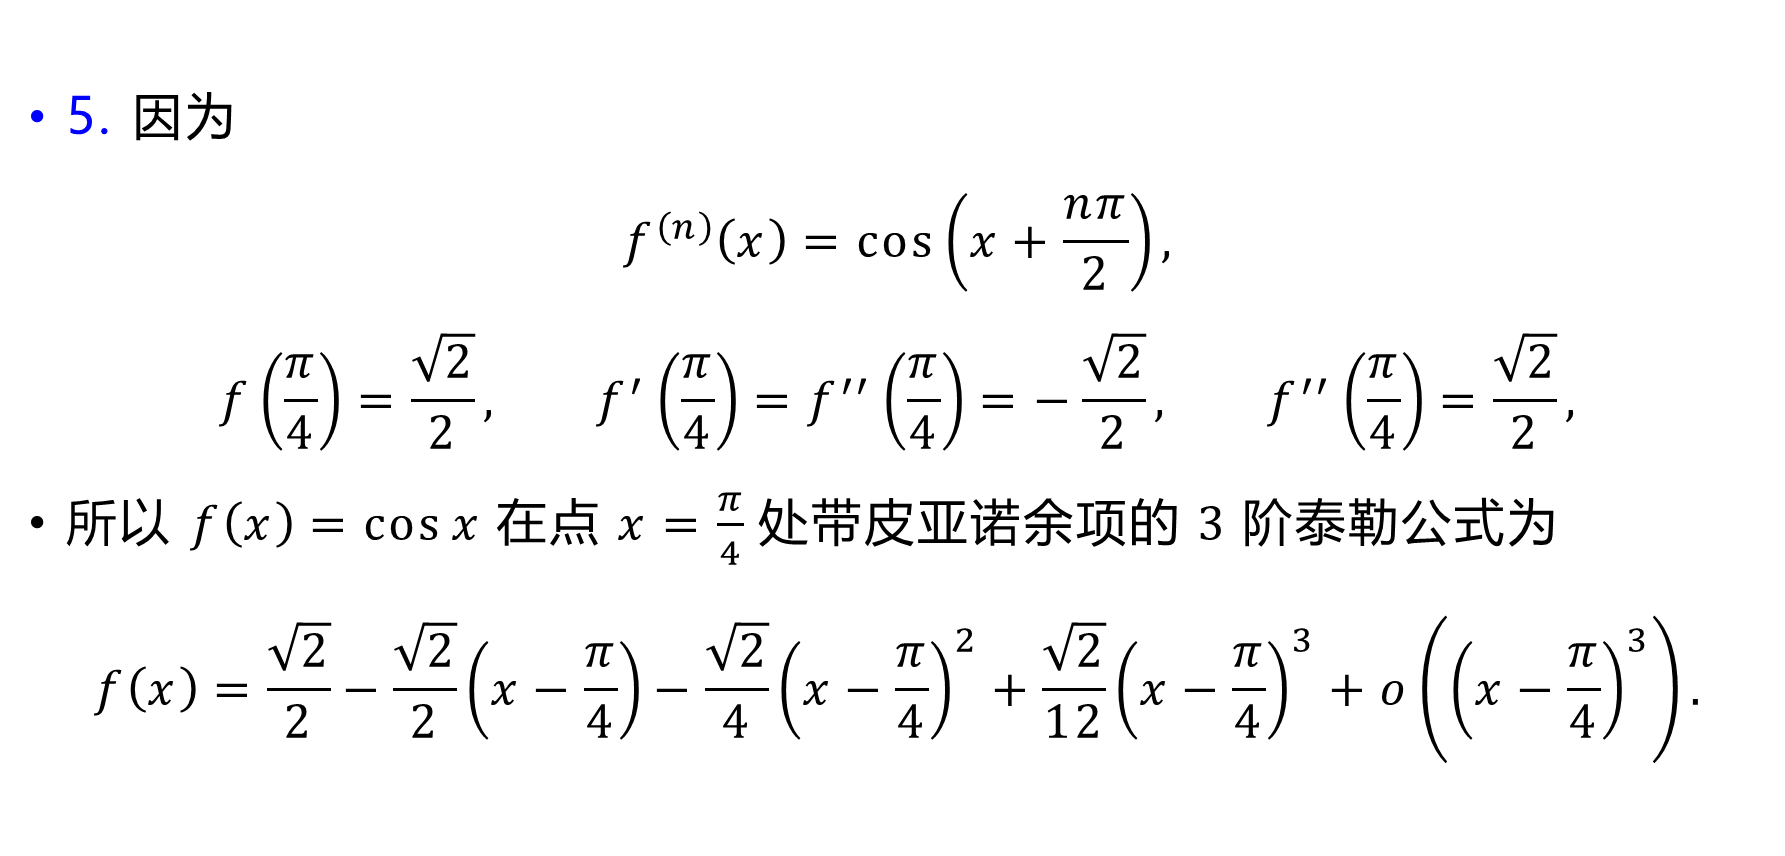 • 5. 因为
f⁽ⁿ⁾(x) = cos(x + nπ/2),
f(π/4) = √2/2, f′(π/4) = f′′(π/4) = −√2/2, f′′(π/4) = √2/2,
• 所以 f(x) = cos x 在点 x = π/4 处带皮亚诺余项的 3 阶泰勒公式为
f(x) = √2/2 − √2/2(x − π/4) − √2/4(x − π/4)² + √2/12(x − π/4)³ + o((x − π/4)³).